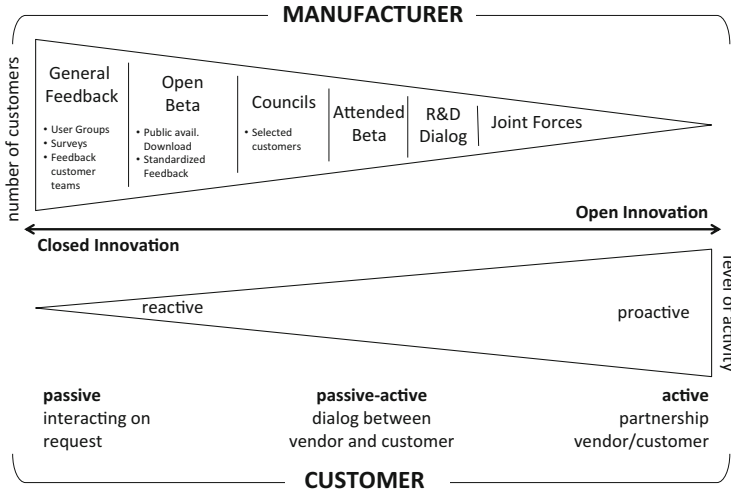 MANUFACTURER
number of customers
General
Feedback
• User Groups
• Surveys
• Feedback
customer
teams
Open
Beta
• Public avail.
Download
• Standardized
Feedback
Councils
• Selected
customers
Attended
Beta
R&D
Dialog
Joint Forces
Open Innovation
Closed Innovation
reactive
proactive
level of activity
passive
interacting on
request
passive-active
dialog between
vendor and customer
active
partnership
vendor/customer
CUSTOMER